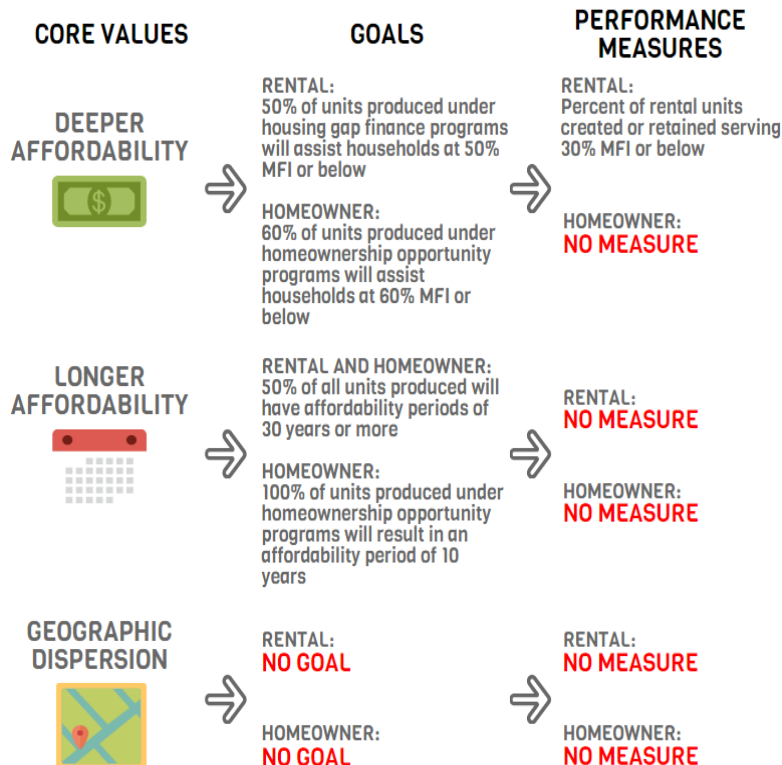 CORE VALUES
GOALS
PERFORMANCE
MEASURES
DEEPER
AFFORDABILITY
$
RENTAL:
50% of units produced under
housing gap finance programs
will assist households at 50%
MFI or below
HOMEOWNER:
60% of units produced under
homeownership opportunity
programs will assist
households at 60% MFI or
below
RENTAL:
Percent of rental units
created or retained serving
30% MFI or below
HOMEOWNER:
NO MEASURE
LONGER
AFFORDABILITY
RENTAL AND HOMEOWNER:
50% of all units produced will
have affordability periods of
30 years or more
HOMEOWNER:
100% of units produced under
homeownership opportunity
programs will result in an
affordability period of 10
years
RENTAL:
NO MEASURE
HOMEOWNER:
NO MEASURE
GEOGRAPHIC
DISPERSION
RENTAL:
NO GOAL
HOMEOWNER:
NO GOAL
RENTAL:
NO MEASURE
HOMEOWNER:
NO MEASURE